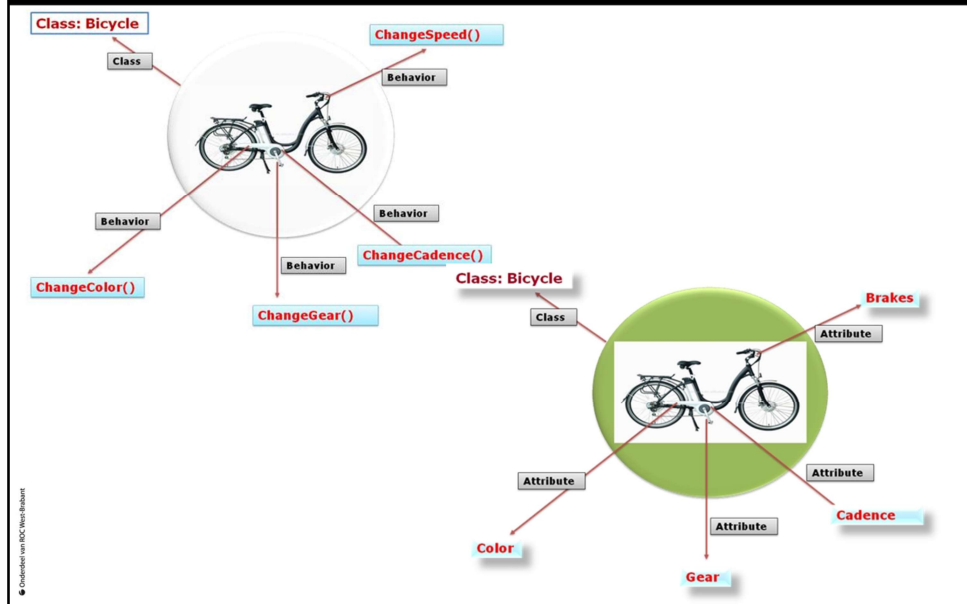 Class: Bicycle
Class
ChangeSpeed()
Behavior
Behavior
Behavior
Behavior
ChangeCadence()
ChangeColor()
ChangeGear()
Class: Bicycle
Class
Brakes
Attribute
Attribute
Attribute
Attribute
Cadence
Color
Gear
Onderdeel van ROC West-Brabant